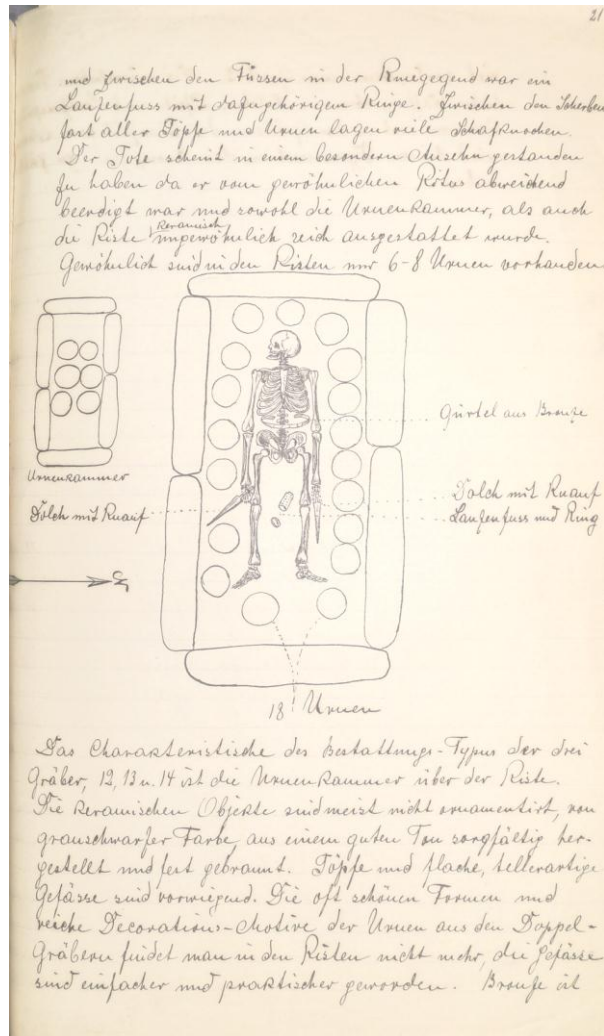 21
und zwischen den Füssen in der Kniegegend war ein
Lanzenfuss mit dazugehörigem Ringe. Zwischen den Scherben
fast aller Töpfe und Urnen lagen viele Schafknochen.
Der Tote scheint in einem besondern Ansehn gestanden
zu haben da er vom gewöhnlichen Ritus abweichend
beerdigt war und sowohl die Urnenkammer, als auch
die Kiste keramisch ungewöhnlich reich ausgestattet wurde.
Gewöhnlich sind in den Kisten nur 6-8 Urnen vorhanden
Gürtel aus Bronze
Urnenkammer
Dolch mit Knauf
Dolch mit Knauf
Lanzenfuss und Ring
18 Urnen
Das Charakteristische des Bestattungs-Typus der drei
Gräber, 12, 13 u. 14 ist die Urnenkammer über der Kiste.
Die keramischen Objekte sind meist nicht ornamentirt, von
grauschwarzer Farbe, aus einem guten Ton sorgfältig her-
gestellt und fest gebrannt. Töpfe und flache, tellerartige
Gefässe sind vorwiegend. Die oft schönen Formen und
reiche Decorations-Motive der Urnen aus den Doppel-
Gräbern findet man in den Kisten nicht mehr, die Gefässe
sind einfacher und praktischer geworden. Bronze ist